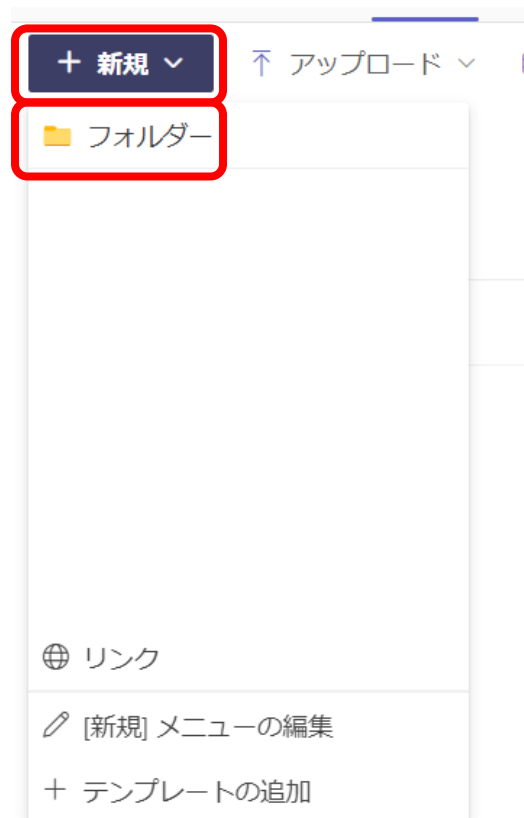 + 新規 アップロード
フォルダー
リンク
[新規] メニューの編集
+ テンプレートの追加